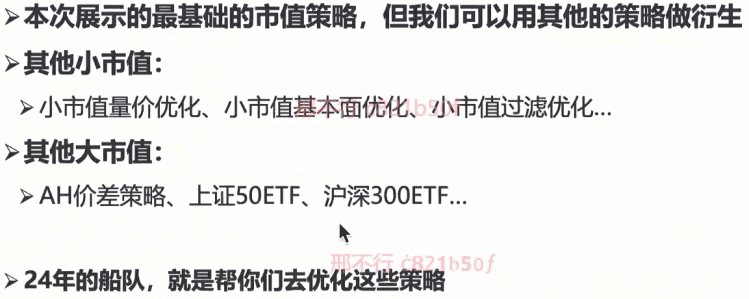 ➢本次展示的最基础的市值策略，但我们可以用其他的策略做衍生
➢其他小市值：
➢小市值量价优化、小市值基本面优化、小市值过滤优化...
邢不行 c821b50f
➢其他大市值：
➢AH价差策略、上证50ETF、沪深300ETF...
邢不行 c821b50f
➢24年的船队，就是帮你们去优化这些策略